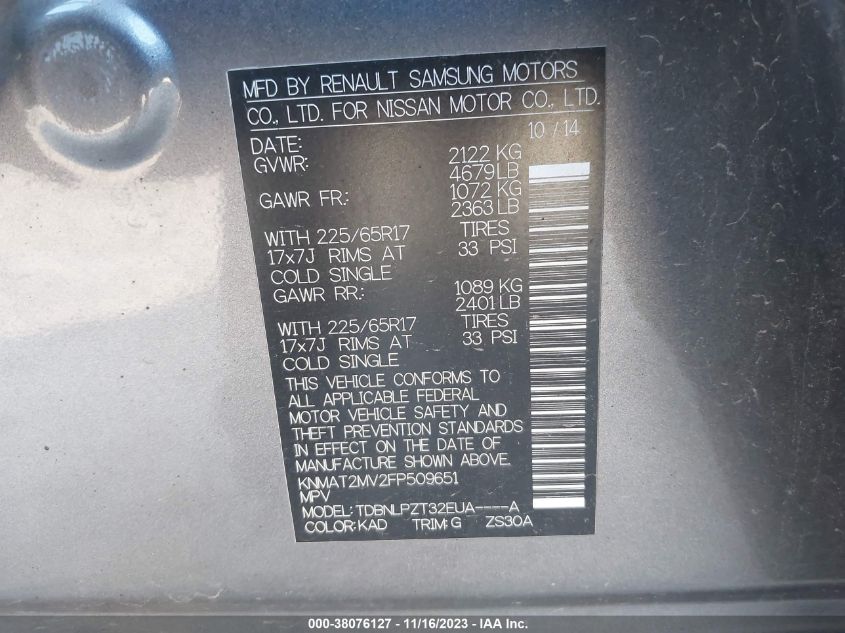 MFD BY RENAULT SAMSUNG MOTORS
CO., LTD. FOR NISSAN MOTOR CO., LTD.
DATE: 10 / 14
GVWR: 2122 KG
4679 LB
GAWR FR.: 1072 KG
2363 LB
WITH 225/65R17 TIRES
17x7J RIMS AT 33 PSI
COLD SINGLE
GAWR RR.: 1089 KG
2401 LB
WITH 225/65R17 TIRES
17x7J RIMS AT 33 PSI
COLD SINGLE
THIS VEHICLE CONFORMS TO
ALL APPLICABLE FEDERAL
MOTOR VEHICLE SAFETY AND
THEFT PREVENTION STANDARDS
IN EFFECT ON THE DATE OF
MANUFACTURE SHOWN ABOVE.
KNMAT2MV2FP509651
MPV
MODEL: TDBNLPZT32EUA----A
COLOR: KAD TRIM: G ZS30A
000-38076127 - 11/16/2023 - IAA Inc.